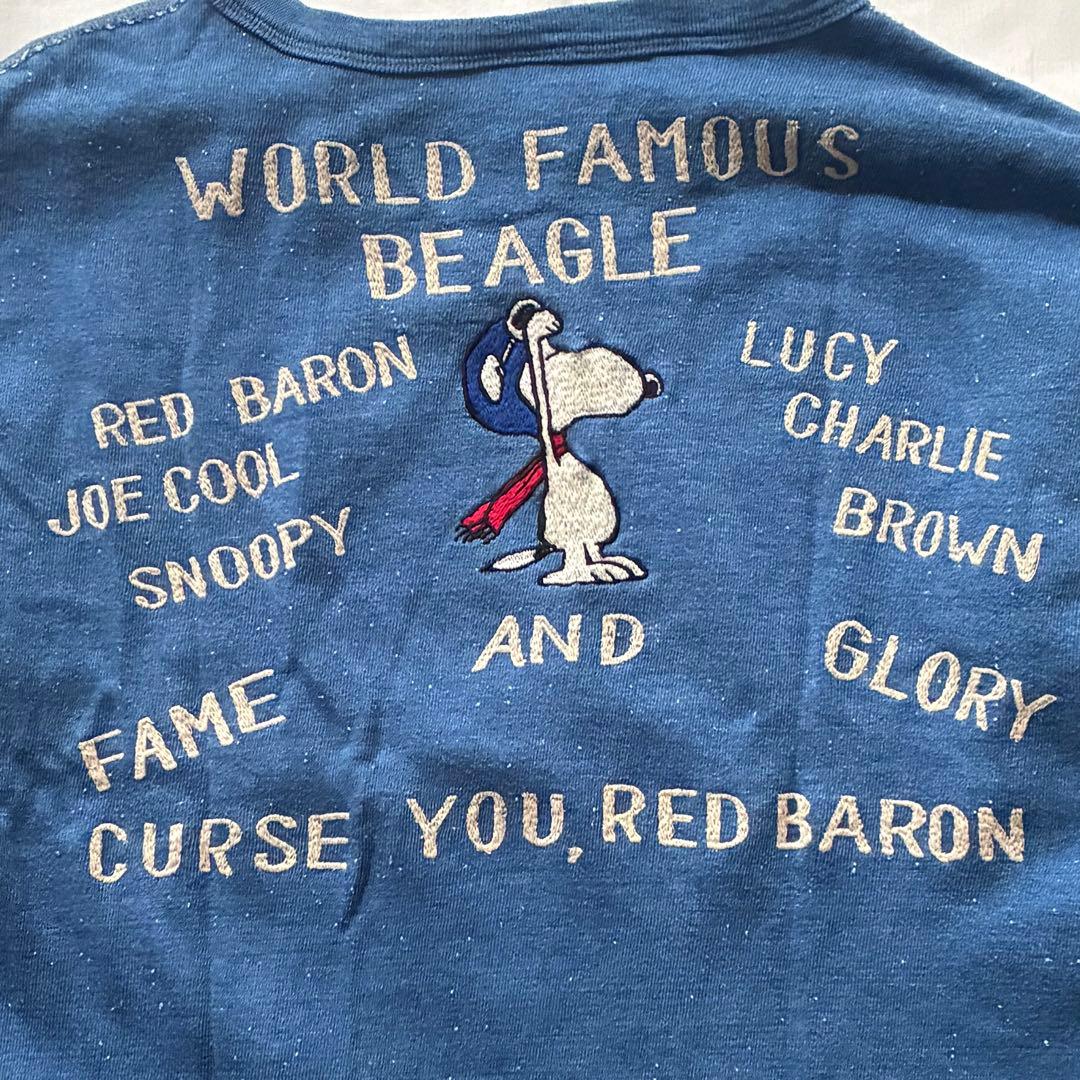 WORLD FAMOUS
BEAGLE
RED BARON
JOE COOL
SNOOPY
LUCY
CHARLIE
BROWN
FAME
AND
GLORY
CURSE YOU, RED BARON